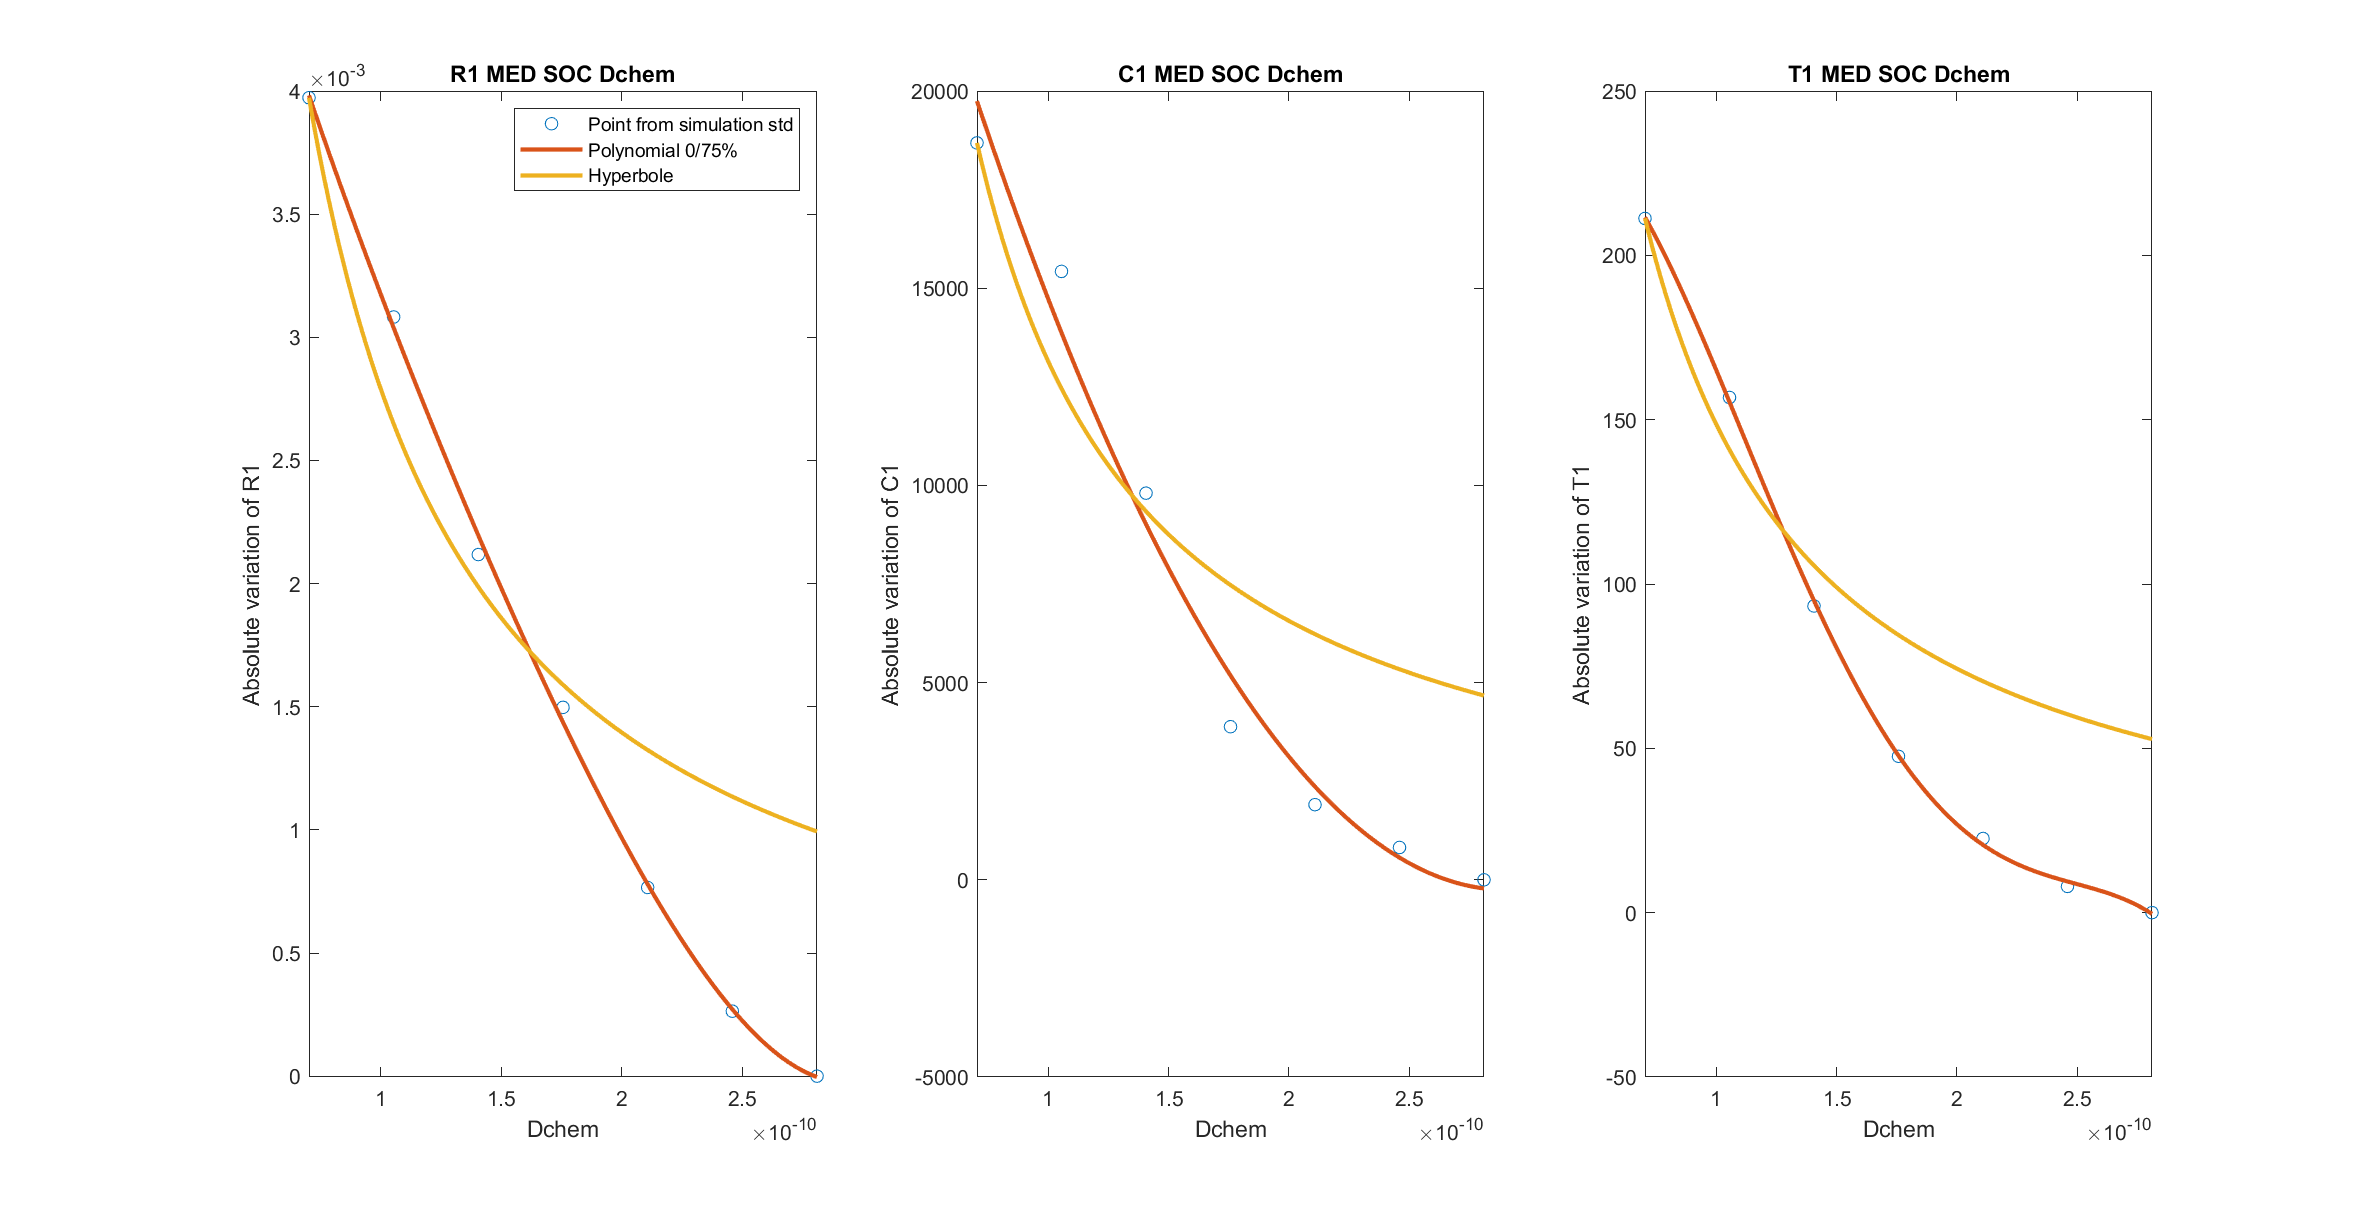 R1 MED SOC Dchem
×10-3
4
3.5
3
2.5
2
1.5
1
0.5
0
Absolute variation of R1
Point from simulation std
Polynomial 0/75%
Hyperbole
1 1.5 2 2.5
Dchem
×10-10
C1 MED SOC Dchem
20000
15000
10000
5000
0
-5000
Absolute variation of C1
1 1.5 2 2.5
Dchem
×10-10
T1 MED SOC Dchem
250
200
150
100
50
0
-50
Absolute variation of T1
1 1.5 2 2.5
Dchem
×10-10